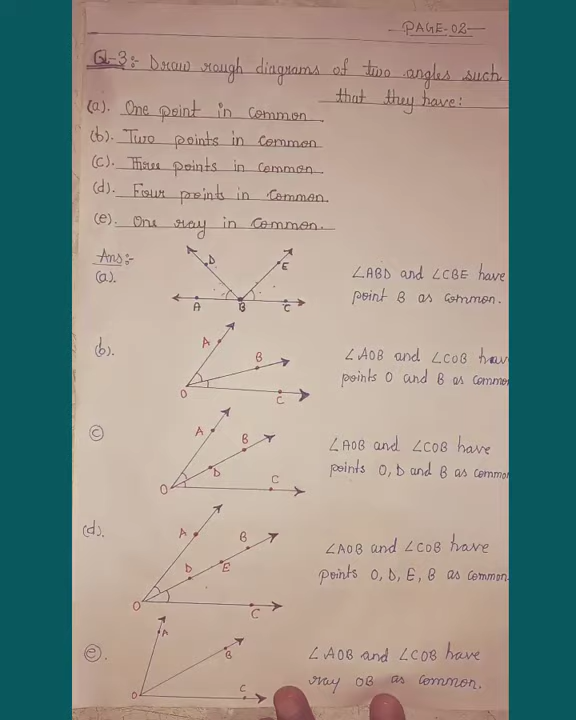 PAGE-02
Q-3:- Draw rough diagrams of two angles such
that they have:
(a). One point in common
(b). Two points in common
(c). Three points in common.
(d). Four points in common.
(e). One ray in common.
Ans:-
(a).
D
E
A
B
C
∠ABD and ∠CBE have
point B as common.
(b).
A
B
O
C
∠AOB and ∠COB hav
points O and B as common
(c)
A
B
D
C
O
∠AOB and ∠COB have
points O, D and B as common
(d).
A
B
D
E
O
C
∠AOB and ∠COB have
points O, D, E, B as common
(e).
A
B
O
C
∠AOB and ∠COB have
ray OB as common.